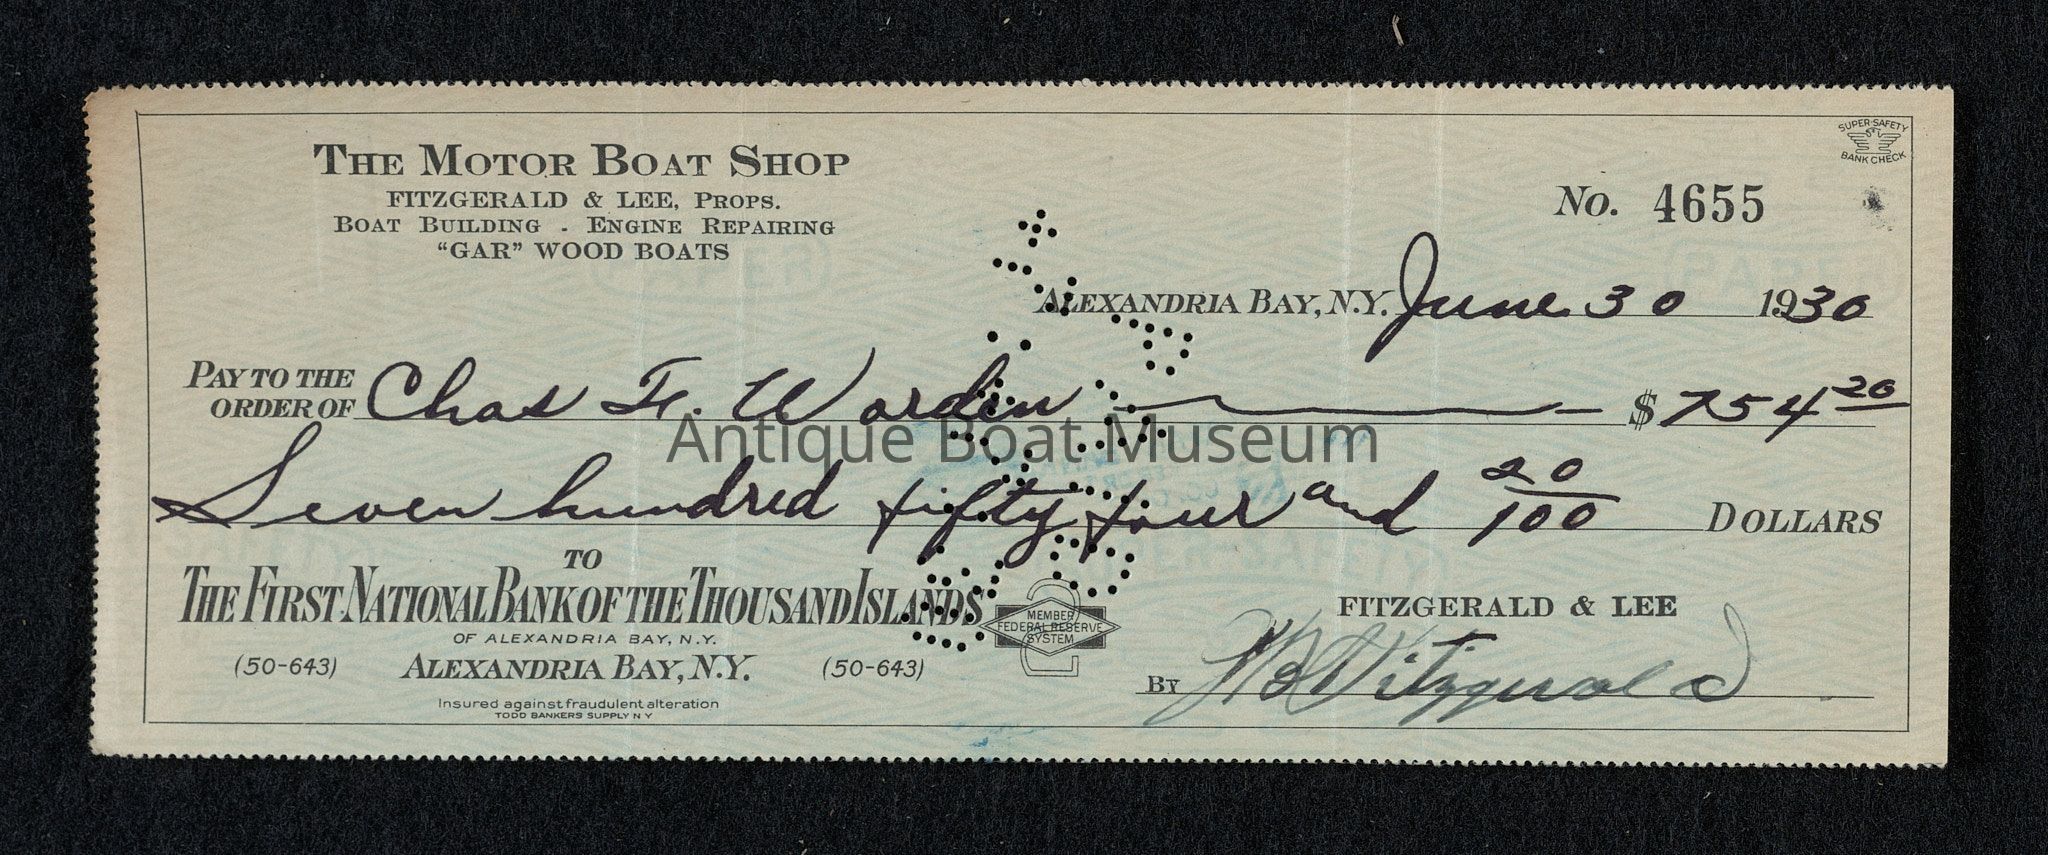 THE MOTOR BOAT SHOP
FITZGERALD & LEE, PROPS.
BOAT BUILDING - ENGINE REPAIRING
"GAR" WOOD BOATS
SUPER-SAFETY
BANK CHECK
NO. 4655
ALEXANDRIA BAY, N.Y. June 30 1930
PAY TO THE
ORDER OF Chas F. Warden $754 20
Antique Boat Museum
Seven hundred fifty four and 20/100 DOLLARS
TO
THE FIRST NATIONAL BANK OF THE THOUSAND ISLANDS
OF ALEXANDRIA BAY, N.Y.
(50-643) ALEXANDRIA BAY, N.Y. (50-643)
MEMBER
FEDERAL RESERVE
SYSTEM
2
FITZGERALD & LEE
BY Fitzgerald
Insured against fraudulent alteration
TODD BANKERS SUPPLY N Y